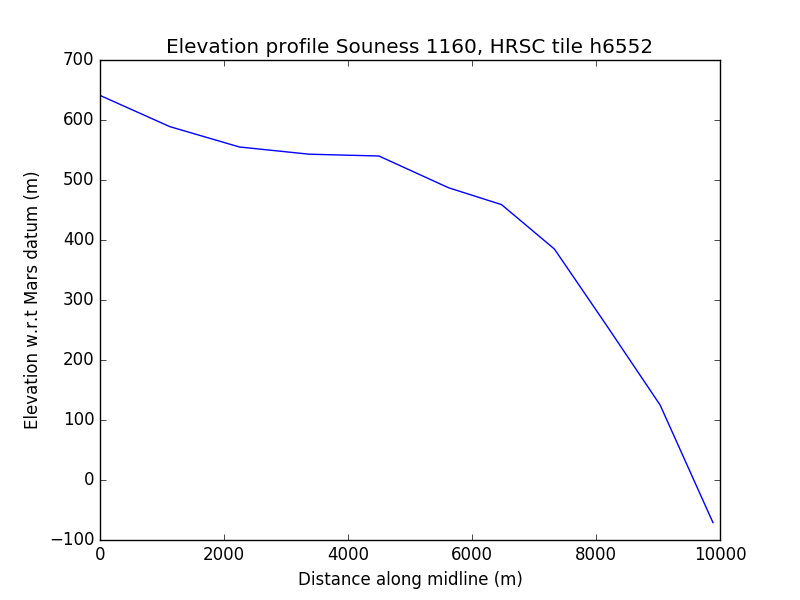 Elevation profile Souness 1160, HRSC tile h6552
700
600
500
400
300
200
100
0
−100
Elevation w.r.t Mars datum (m)
0 2000 4000 6000 8000 10000
Distance along midline (m)